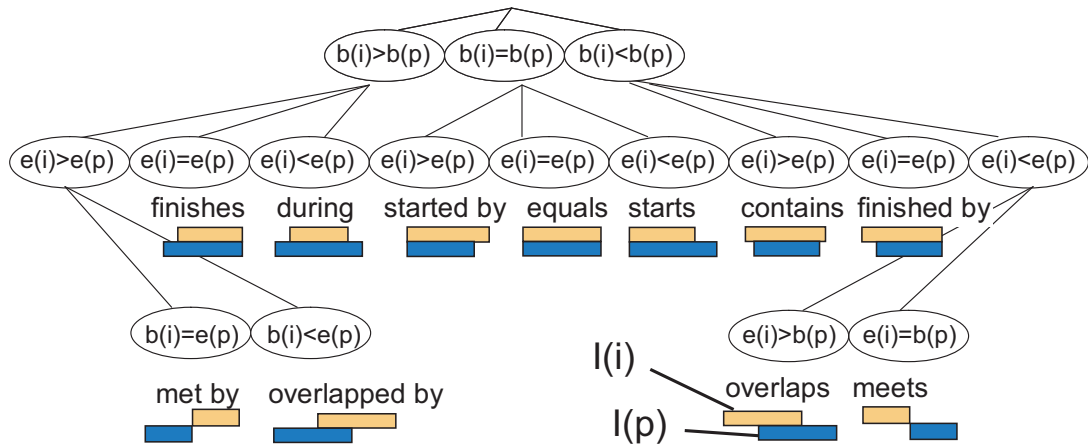 b(i)>b(p) b(i)=b(p) b(i)<b(p)
e(i)>e(p) e(i)=e(p) e(i)<e(p) e(i)>e(p) e(i)=e(p) e(i)<e(p) e(i)>e(p) e(i)=e(p) e(i)<e(p)
finishes during started by equals starts contains finished by
b(i)=e(p) b(i)<e(p) e(i)>b(p) e(i)=b(p)
I(i)
met by overlapped by overlaps meets
I(p)